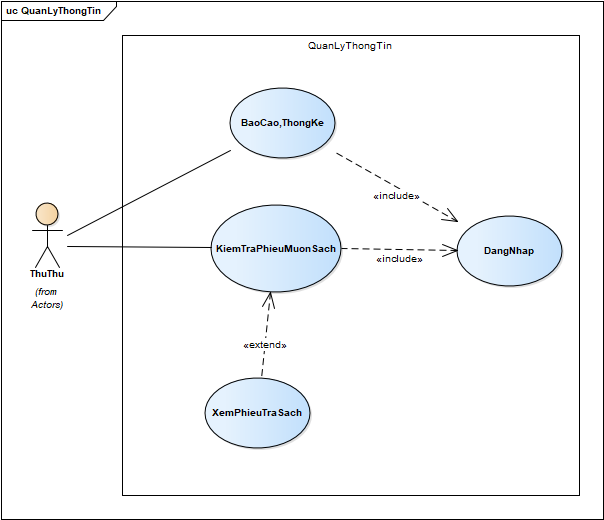 uc QuanLyThongTin
QuanLyThongTin
BaoCao,ThongKe
«include»
ThuThu
(from
Actors)
KiemTraPhieuMuonSach
«include»
DangNhap
«extend»
XemPhieuTraSach